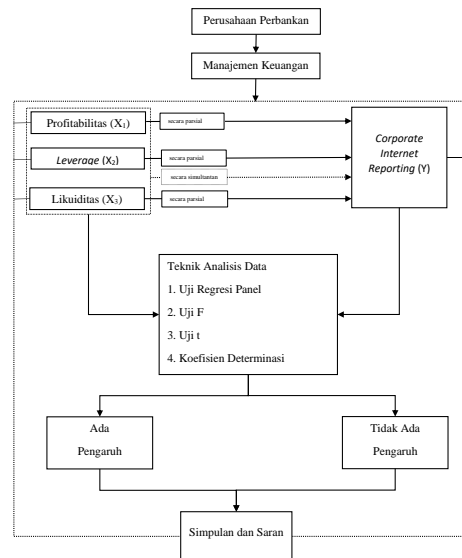 Perusahaan Perbankan
Manajemen Keuangan
Profitabilitas (X₁)
secara parsial
Leverage (X₂)
secara parsial
secara simultantan
Likuiditas (X₃)
secara parsial
Corporate
Internet
Reporting (Y)
Teknik Analisis Data
1. Uji Regresi Panel
2. Uji F
3. Uji t
4. Koefisien Determinasi
Ada
Pengaruh
Tidak Ada
Pengaruh
Simpulan dan Saran